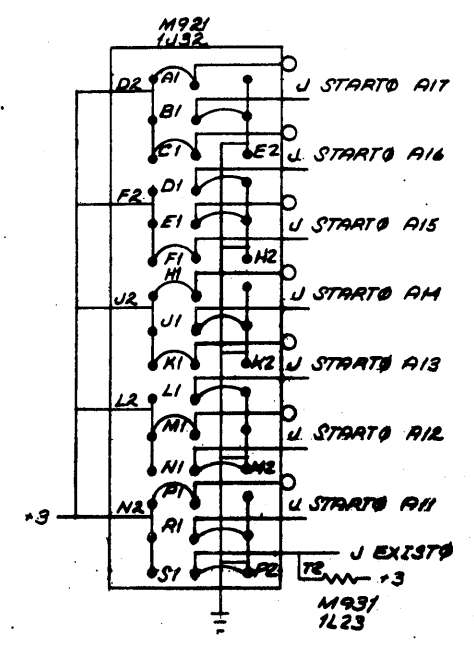 M921
1J32
D2
A1
J STARTØ A17
B1
C1
E2
J STARTØ A16
D1
F2
E1
J STARTØ A15
F1
H2
H1
J2
J STARTØ A14
J1
K1
K2
J STARTØ A13
L1
L2
M1
J STARTØ A12
N1
M2
P1
N2
J STARTØ A11
+3
R1
J EXISTØ
S1
P2
T2
+3
M931
1L23